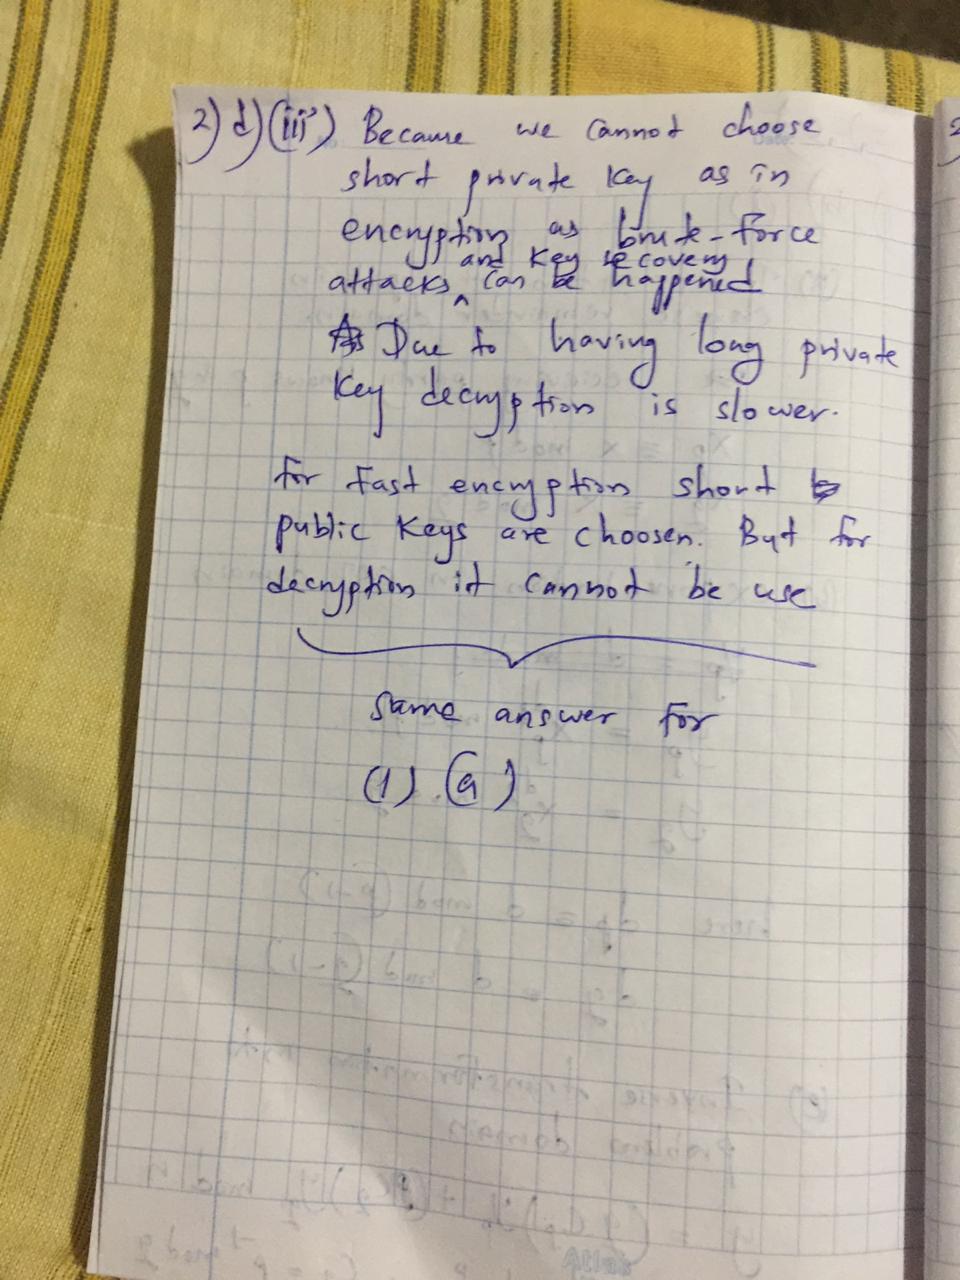 2) d) (iii) Because we cannot choose
short private key as in
encryption as brute-force
and key recovery
attacks ^ can be happened
As Due to having long private
key decryption is slower.
For fast encryption short
public keys are choosen. But for
decryption it cannot be use
Same answer for
(1) (a)